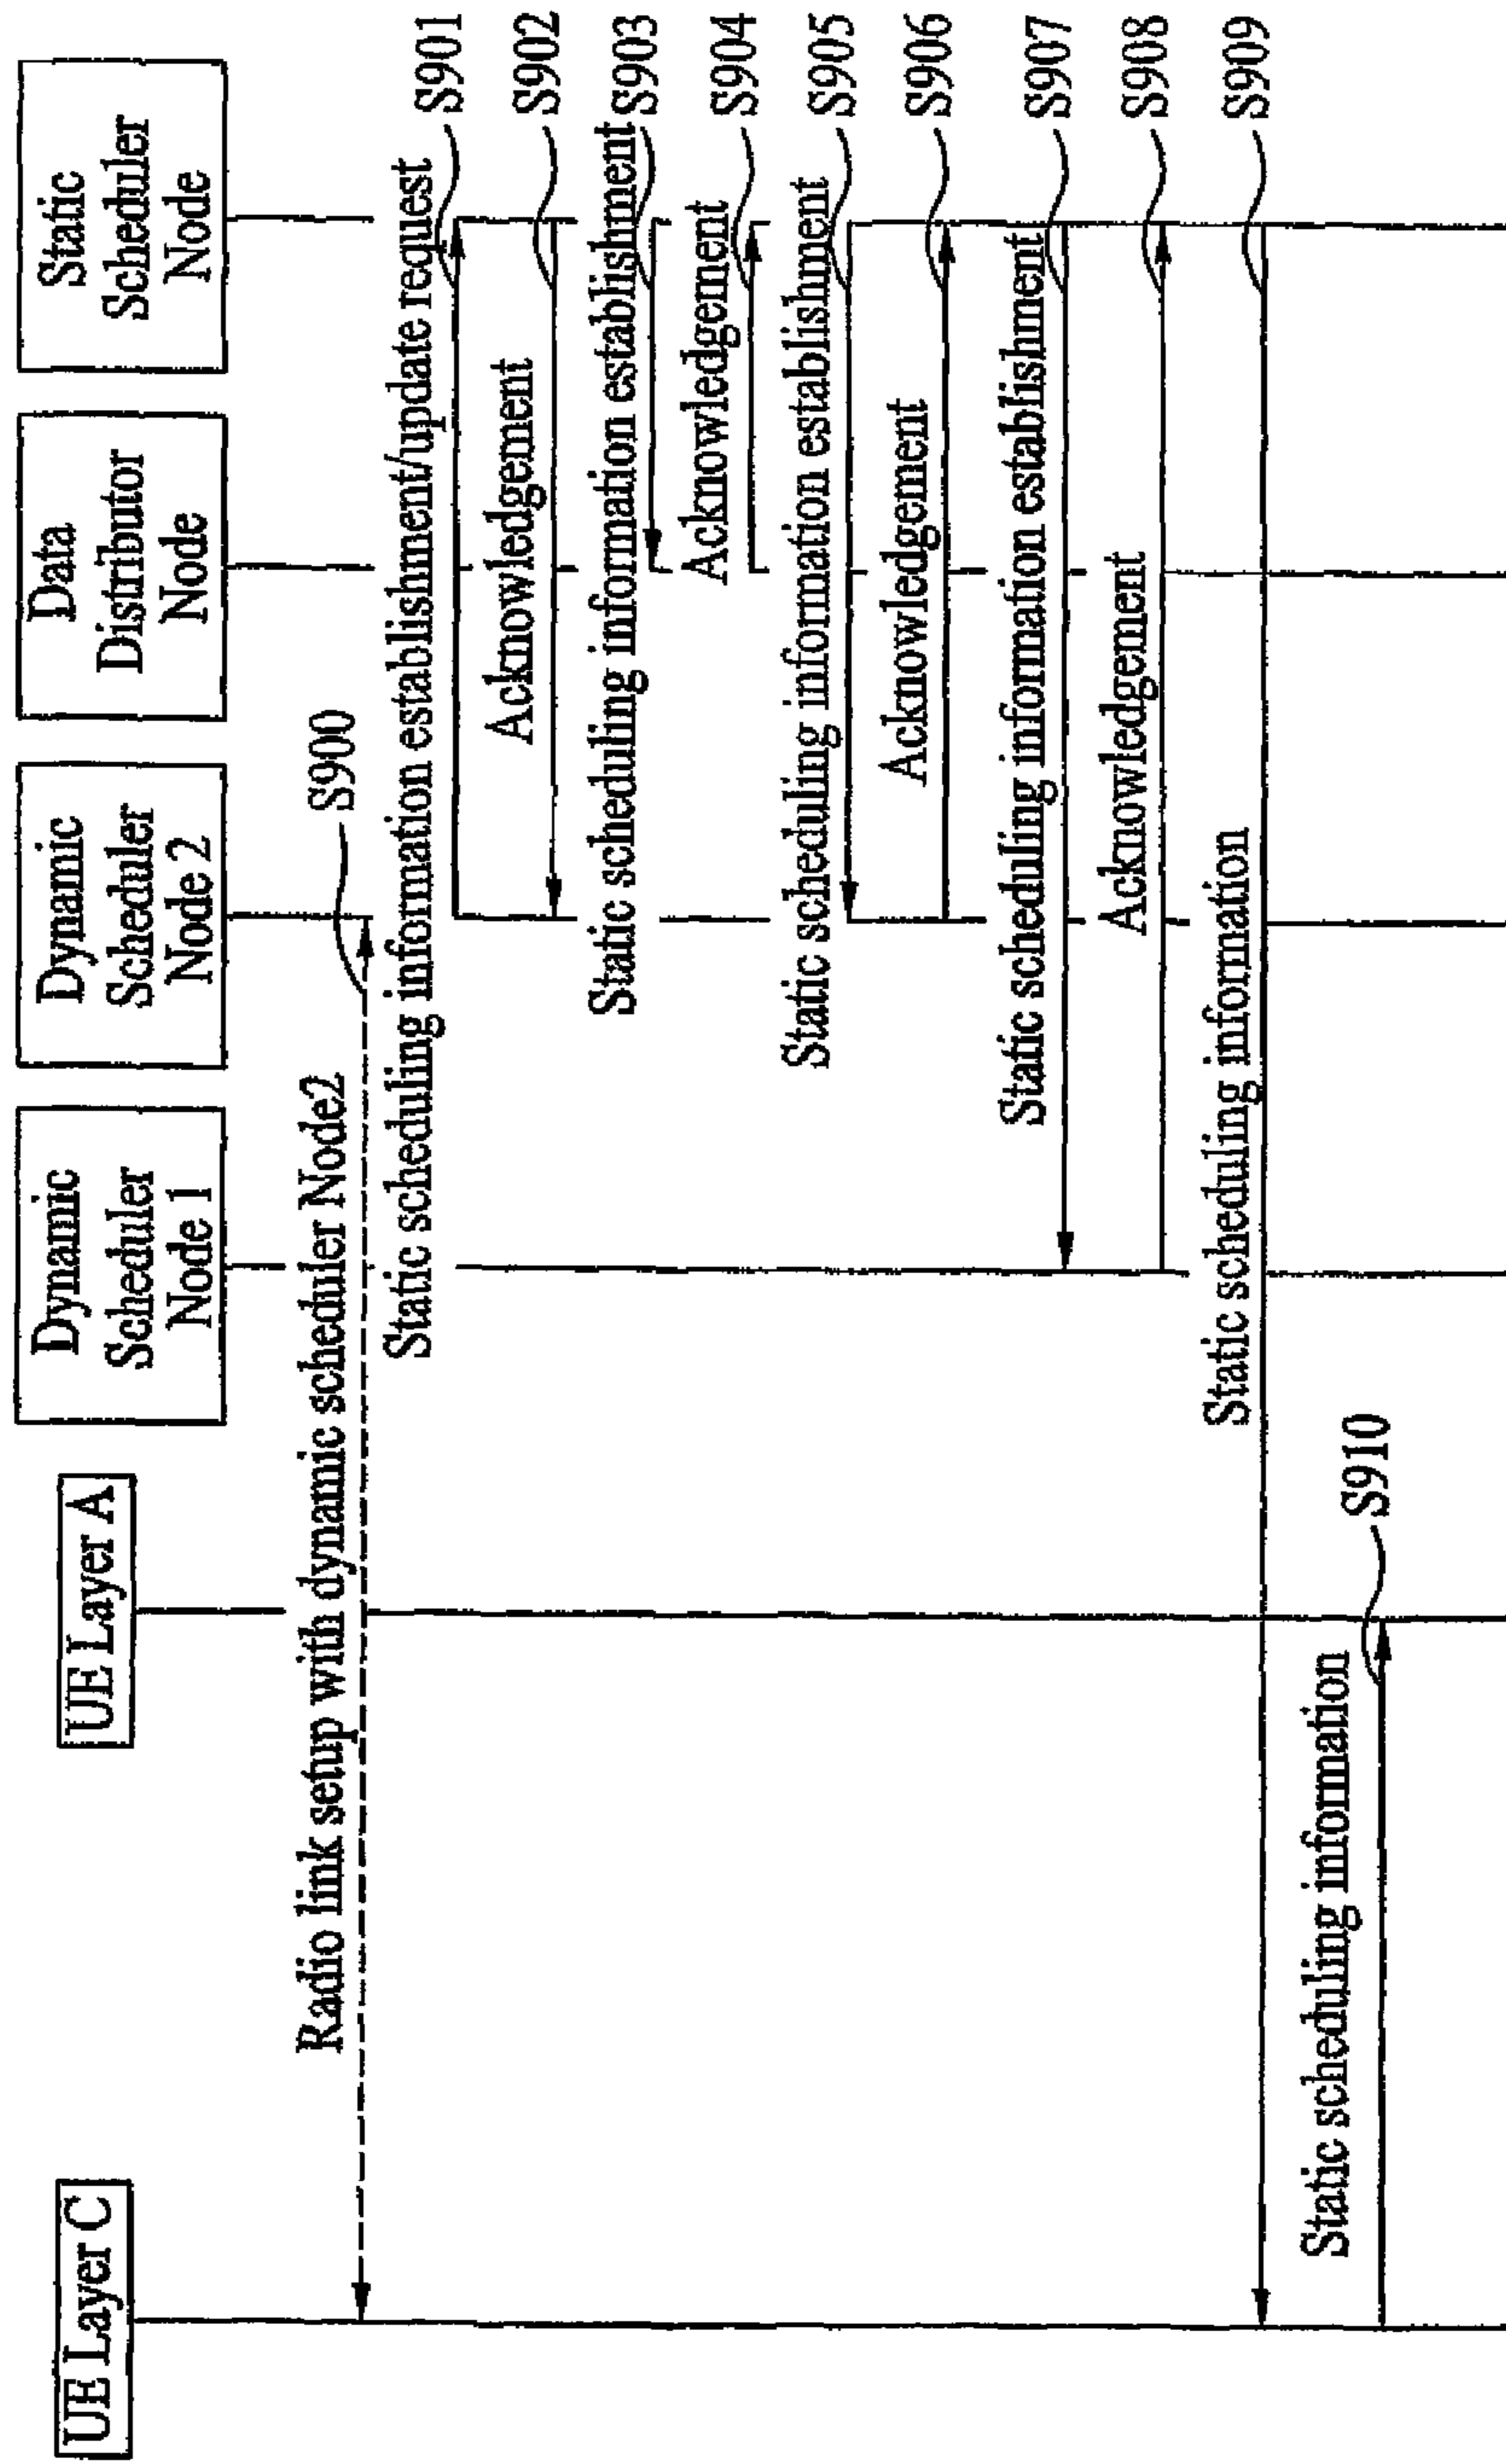 UE Layer C
UE Layer A
Dynamic
Scheduler
Node 1
Dynamic
Scheduler
Node 2
Data
Distributor
Node
Static
Scheduler
Node
Radio link setup with dynamic scheduler Node2
S900
Static scheduling information establishment/update request
S901
Acknowledgement
S902
Static scheduling information establishment
S903
Acknowledgement
S904
Static scheduling information establishment
S905
Acknowledgement
S906
Static scheduling information establishment
S907
Acknowledgement
S908
Static scheduling information
S909
Static scheduling information
S910